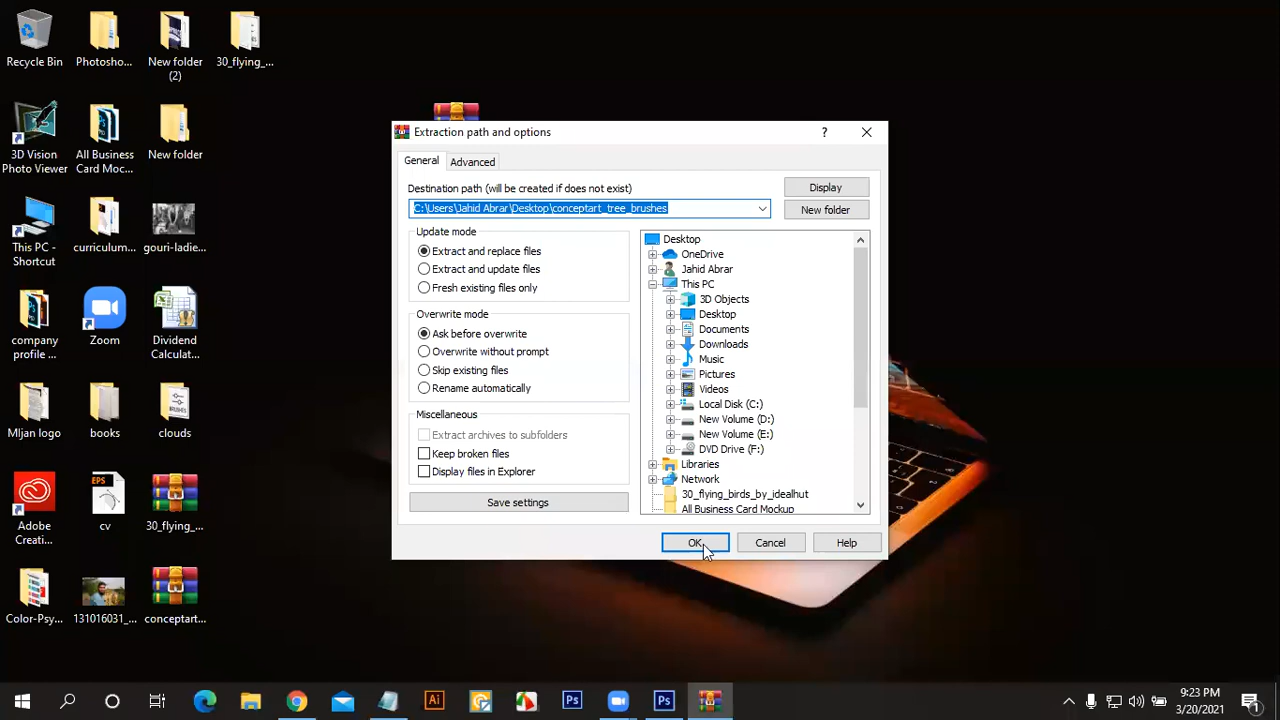 Recycle Bin
Photosho...
New folder
(2)
30_flying_...
3D Vision
Photo Viewer
All Business
Card Moc...
New folder
This PC -
Shortcut
curriculum...
gouri-ladie...
company
profile ...
Zoom
Dividend
Calculat...
Mljan logo
books
BRUSHES
clouds
Adobe
Creati...
EPS
cv
30_flying_...
Color-Psy...
131016031_...
conceptart...
Extraction path and options
?
General
Advanced
Destination path (will be created if does not exist)
Display
C:\Users\Jahid Abrar\Desktop\conceptart_tree_brushes
New folder
Update mode
Extract and replace files
Extract and update files
Fresh existing files only
Overwrite mode
Ask before overwrite
Overwrite without prompt
Skip existing files
Rename automatically
Miscellaneous
Extract archives to subfolders
Keep broken files
Display files in Explorer
Save settings
Desktop
OneDrive
Jahid Abrar
This PC
3D Objects
Desktop
Documents
Downloads
Music
Pictures
Videos
Local Disk (C:)
New Volume (D:)
New Volume (E:)
DVD Drive (F:)
Libraries
Network
30_flying_birds_by_idealhut
All Business Card Mockup
OK
Cancel
Help
Ai
Ps
Ps
9:23 PM
3/20/2021
1